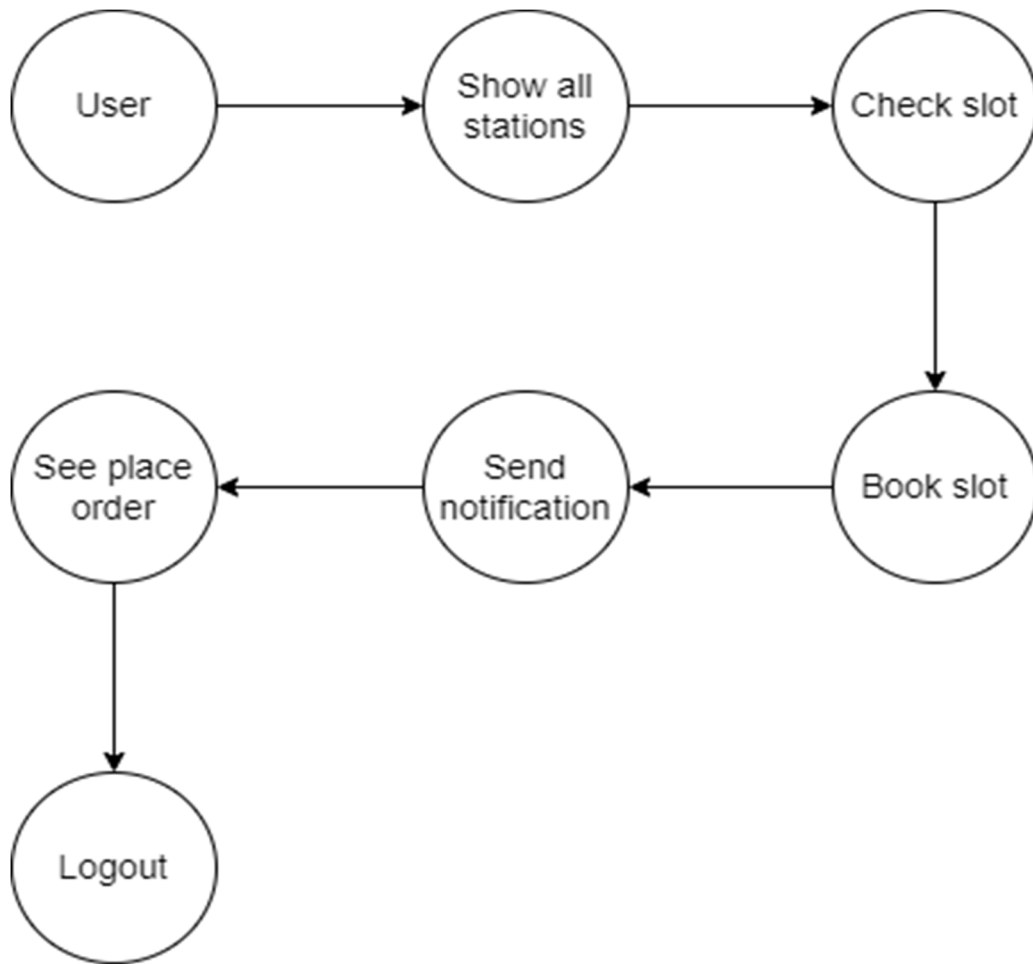 User
Show all
stations
Check slot
See place
order
Send
notification
Book slot
Logout